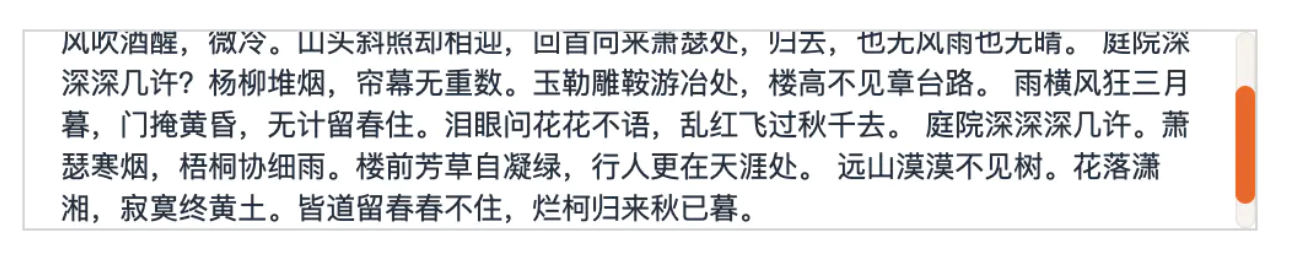 风吹酒醒，微冷。山头斜照却相迎，回首向来萧瑟处，归去，也无风雨也无晴。 庭院深
深深几许？杨柳堆烟，帘幕无重数。玉勒雕鞍游冶处，楼高不见章台路。 雨横风狂三月
暮，门掩黄昏，无计留春住。泪眼问花花不语，乱红飞过秋千去。 庭院深深深几许。萧
瑟寒烟，梧桐协细雨。楼前芳草自凝绿，行人更在天涯处。 远山漠漠不见树。花落潇
湘，寂寞终黄土。皆道留春春不住，烂柯归来秋已暮。